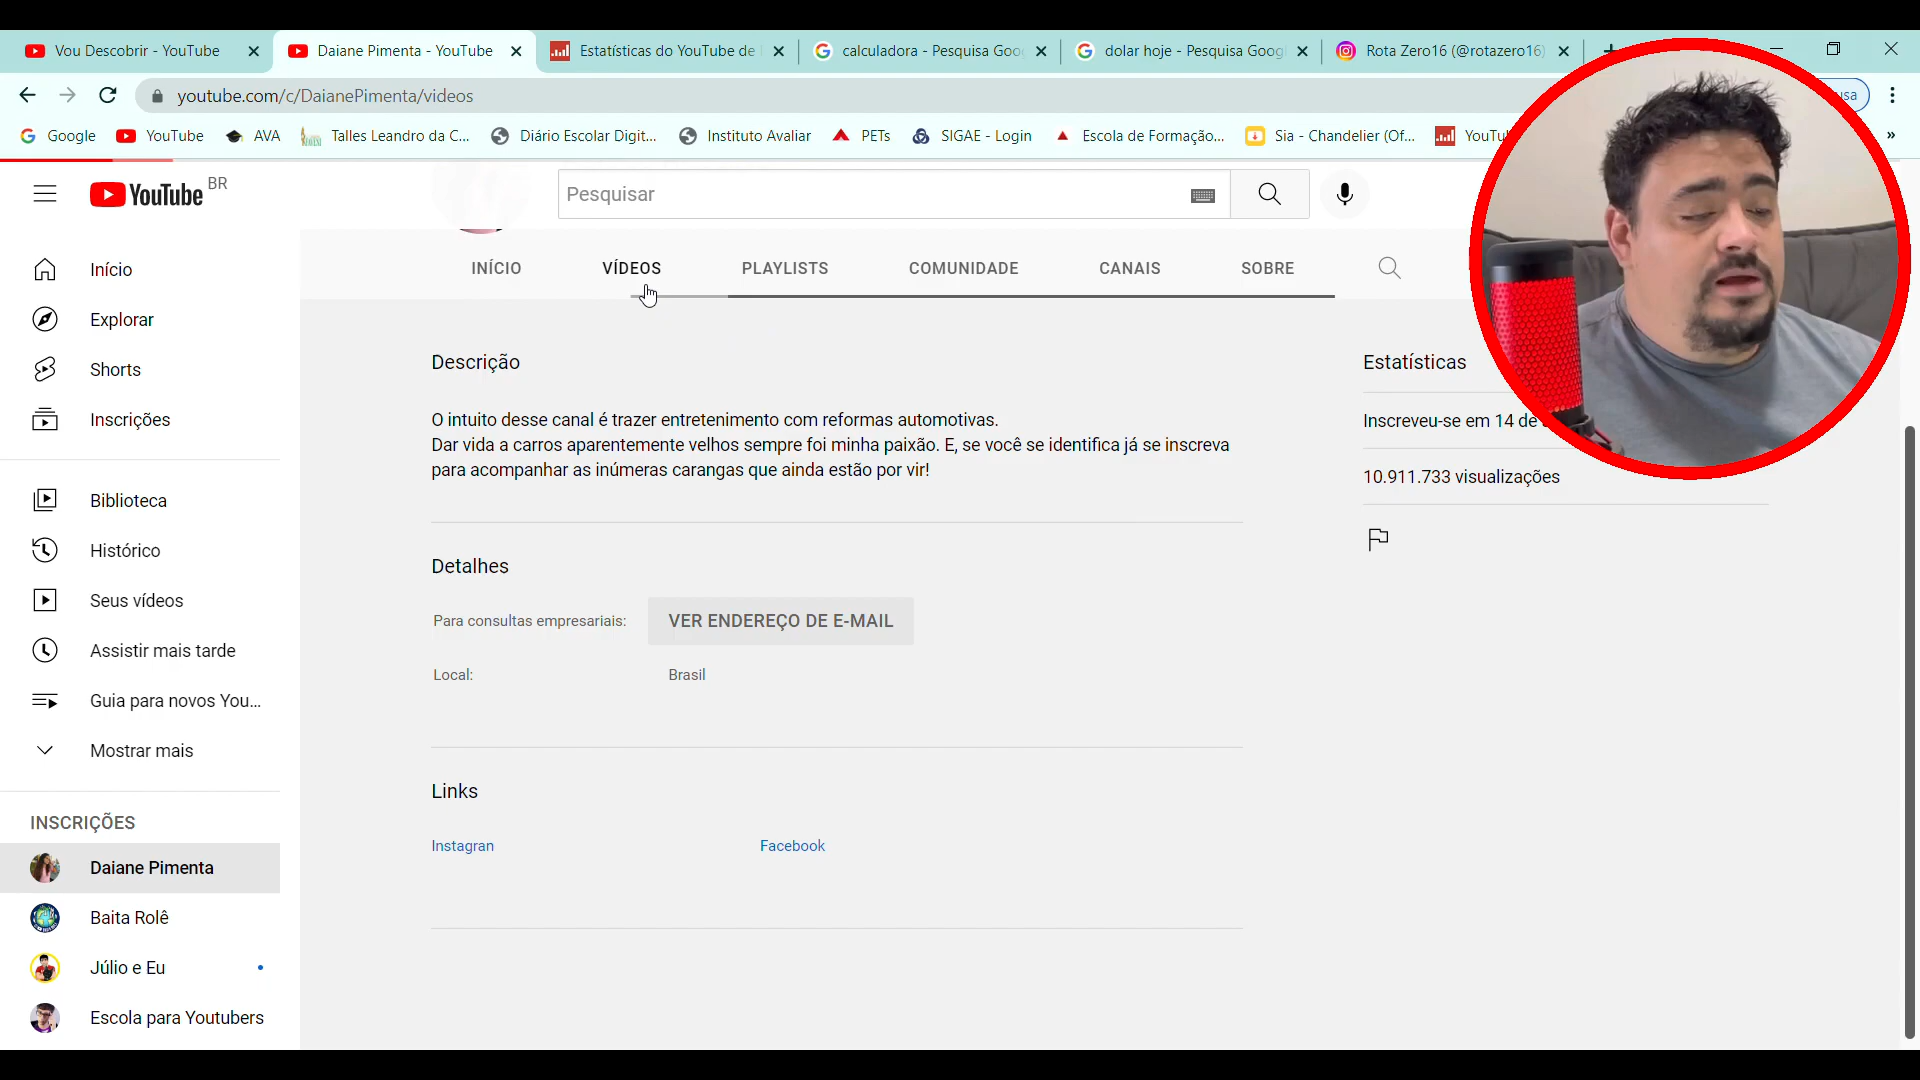 Vou Descobrir - YouTube
Daiane Pimenta - YouTube
Estatísticas do YouTube de
calculadora - Pesquisa Goo
dolar hoje - Pesquisa Goog
Rota Zero16 (@rotazero16)
youtube.com/c/DaianePimenta/videos
Google
YouTube
AVA
Talles Leandro da C...
Diário Escolar Digit...
Instituto Avaliar
PETs
SIGAE - Login
Escola de Formação...
Sia - Chandelier (Of...
»
YouTube BR
Pesquisar
INÍCIO
VÍDEOS
PLAYLISTS
COMUNIDADE
CANAIS
SOBRE
Início
Explorar
Shorts
Inscrições
Biblioteca
Histórico
Seus vídeos
Assistir mais tarde
Guia para novos You...
Mostrar mais
INSCRIÇÕES
Daiane Pimenta
Baita Rolê
Júlio e Eu
Escola para Youtubers
Descrição
O intuito desse canal é trazer entretenimento com reformas automotivas.
Dar vida a carros aparentemente velhos sempre foi minha paixão. E, se você se identifica já se inscreva
para acompanhar as inúmeras carangas que ainda estão por vir!
Detalhes
Para consultas empresariais:
VER ENDEREÇO DE E-MAIL
Local:
Brasil
Links
Instagran
Facebook
Estatísticas
Inscreveu-se em 14 de
10.911.733 visualizações